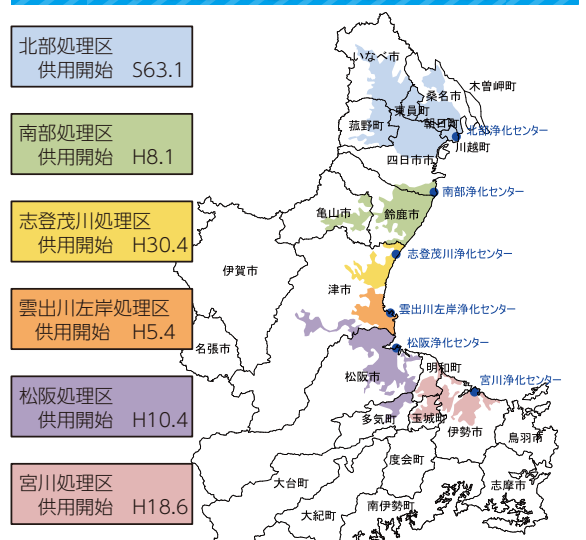 北部処理区
供用開始 S63.1
南部処理区
供用開始 H8.1
志登茂川処理区
供用開始 H30.4
雲出川左岸処理区
供用開始 H5.4
松阪処理区
供用開始 H10.4
宮川処理区
供用開始 H18.6
いなべ市
木曽岬町
桑名市
東員町
菰野町
朝日町
北部浄化センター
川越町
四日市市
南部浄化センター
亀山市
鈴鹿市
志登茂川浄化センター
伊賀市
津市
雲出川左岸浄化センター
名張市
松阪浄化センター
明和町
松阪市
宮川浄化センター
多気町
玉城町
伊勢市
鳥羽市
度会町
大台町
志摩市
南伊勢町
大紀町